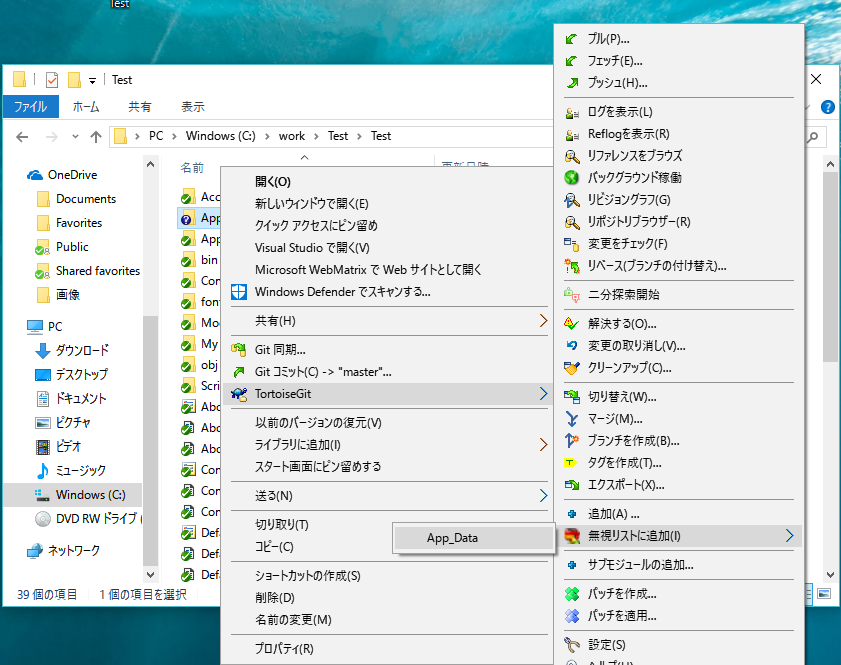 Test
Test
ファイル
ホーム
共有
表示
PC
Windows (C:)
work
Test
Test
OneDrive
Documents
Favorites
Public
Shared favorites
画像
PC
ダウンロード
デスクトップ
ドキュメント
ピクチャ
ビデオ
ミュージック
Windows (C:)
DVD RW ドライブ
ネットワーク
39 個の項目
1 個の項目を選択
名前
Acc
App
App
bin
Con
font
Mo
My
obj
Scri
Abo
Abo
Abo
Con
Con
Con
Def
Def
Def
開く(O)
新しいウィンドウで開く(E)
クイック アクセスにピン留め
Visual Studio で開く(V)
Microsoft WebMatrix で Web サイトとして開く
Windows Defender でスキャンする...
共有(H)
Git 同期...
Git コミット(C) -> "master"...
TortoiseGit
以前のバージョンの復元(V)
ライブラリに追加(I)
スタート画面にピン留めする
送る(N)
切り取り(T)
コピー(C)
ショートカットの作成(S)
削除(D)
名前の変更(M)
プロパティ(R)
App_Data
プル(P)...
フェッチ(E)...
プッシュ(H)...
ログを表示(L)
Reflogを表示(R)
リファレンスをブラウズ
バックグラウンド稼働
リビジョングラフ(G)
リポジトリブラウザー(R)
変更をチェック(F)
リベース(ブランチの付け替え)...
二分探索開始
解決する(O)...
変更の取り消し(V)...
クリーンアップ(C)...
切り替え(W)...
マージ(M)...
ブランチを作成(B)...
タグを作成(T)...
エクスポート(X)...
追加(A) ...
無視リストに追加(I)
サブモジュールの追加...
パッチを作成...
パッチを適用...
設定(S)